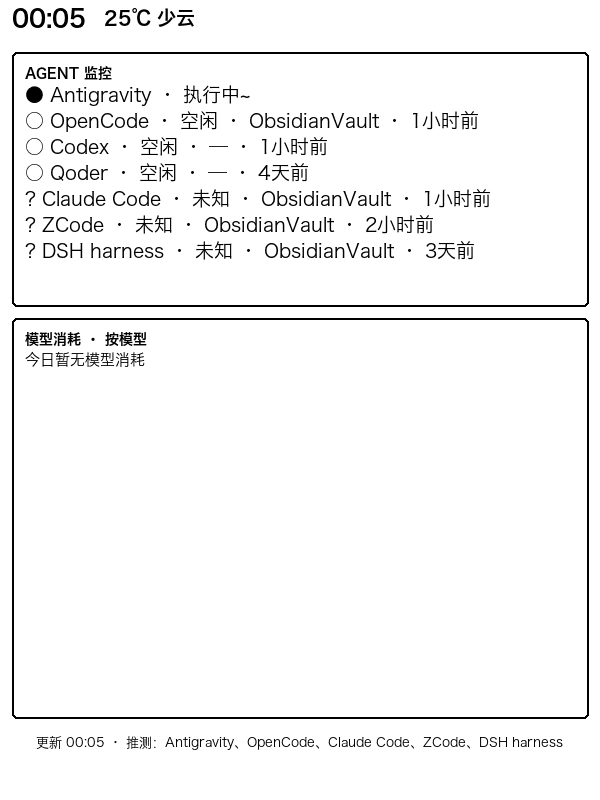 00:05 25℃ 少云
AGENT 监控
● Antigravity · 执行中~
○ OpenCode · 空闲 · ObsidianVault · 1小时前
○ Codex · 空闲 · — · 1小时前
○ Qoder · 空闲 · — · 4天前
? Claude Code · 未知 · ObsidianVault · 1小时前
? ZCode · 未知 · ObsidianVault · 2小时前
? DSH harness · 未知 · ObsidianVault · 3天前
模型消耗 · 按模型
今日暂无模型消耗
更新 00:05 · 推测：Antigravity、OpenCode、Claude Code、ZCode、DSH harness